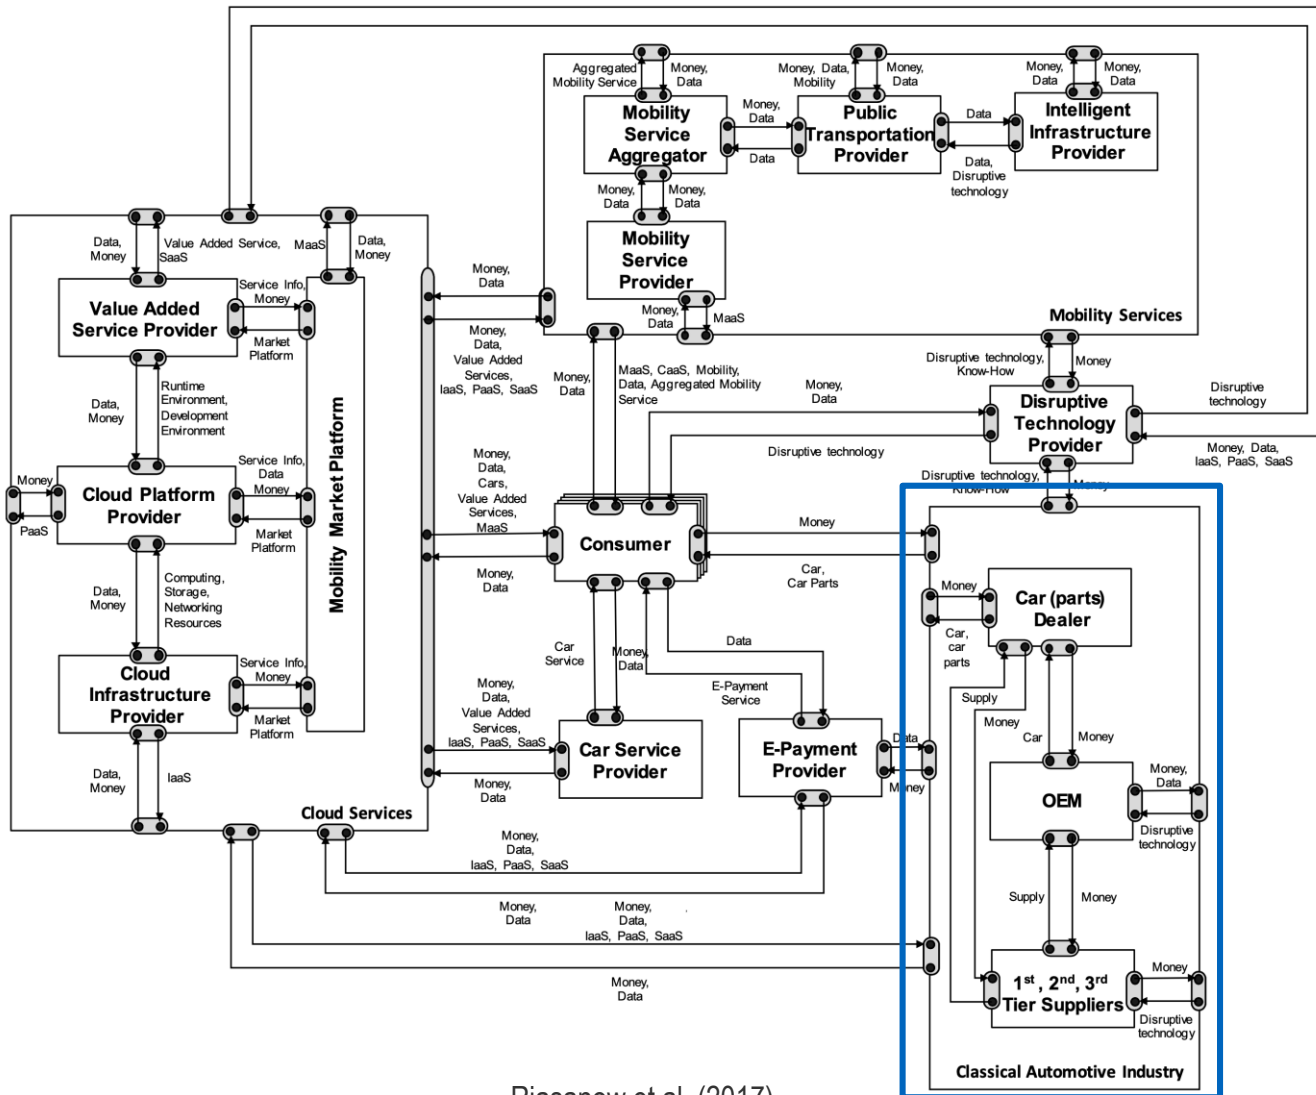 Aggregated
Mobility Service
Money,
Data
Money, Data,
Mobility
Money,
Data
Money,
Data
Money,
Data
Mobility
Service
Aggregator
Money,
Data
Data
Public
Transportation
Provider
Data
Data,
Disruptive
technology
Intelligent
Infrastructure
Provider
Money,
Data
Money,
Data
Mobility
Service
Provider
Money,
Data
MaaS
Mobility Services
Data,
Money
Value Added Service,
SaaS
MaaS
Data,
Money
Value Added
Service Provider
Service Info,
Money
Market
Platform
Data,
Money
Runtime
Environment,
Development
Environment
Money
PaaS
Cloud Platform
Provider
Service Info,
Data
Money
Market
Platform
Mobility Market Platform
Data,
Money
Computing,
Storage,
Networking
Resources
Cloud
Infrastructure
Provider
Service Info,
Money
Market
Platform
Data,
Money
IaaS
Cloud Services
Money,
Data
Money,
Data,
Value Added
Services,
IaaS, PaaS, SaaS
Money,
Data
MaaS, CaaS, Mobility,
Data, Aggregated Mobility
Service
Money,
Data
Disruptive technology
Disruptive technology,
Know-How
Money
Disruptive
Technology
Provider
Disruptive
technology
Money, Data,
IaaS, PaaS, SaaS
Disruptive technology,
Know-How
Money
Money,
Data,
Cars,
Value Added
Services,
MaaS
Money,
Data
Consumer
Money
Car,
Car Parts
Car
Service
Money,
Data
Data
E-Payment
Service
Money,
Data,
Value Added
Services,
IaaS, PaaS, SaaS
Money,
Data
Car Service
Provider
E-Payment
Provider
Data
Money
Money,
Data,
IaaS, PaaS, SaaS
Money,
Data
Money,
Data,
IaaS, PaaS, SaaS
Money,
Data
Money
Car,
car
parts
Car (parts)
Dealer
Supply
Money
Car
Money
OEM
Money,
Data
Disruptive
technology
Supply
Money
1st, 2nd, 3rd
Tier Suppliers
Money
Disruptive
technology
Classical Automotive Industry
et al. (2017)